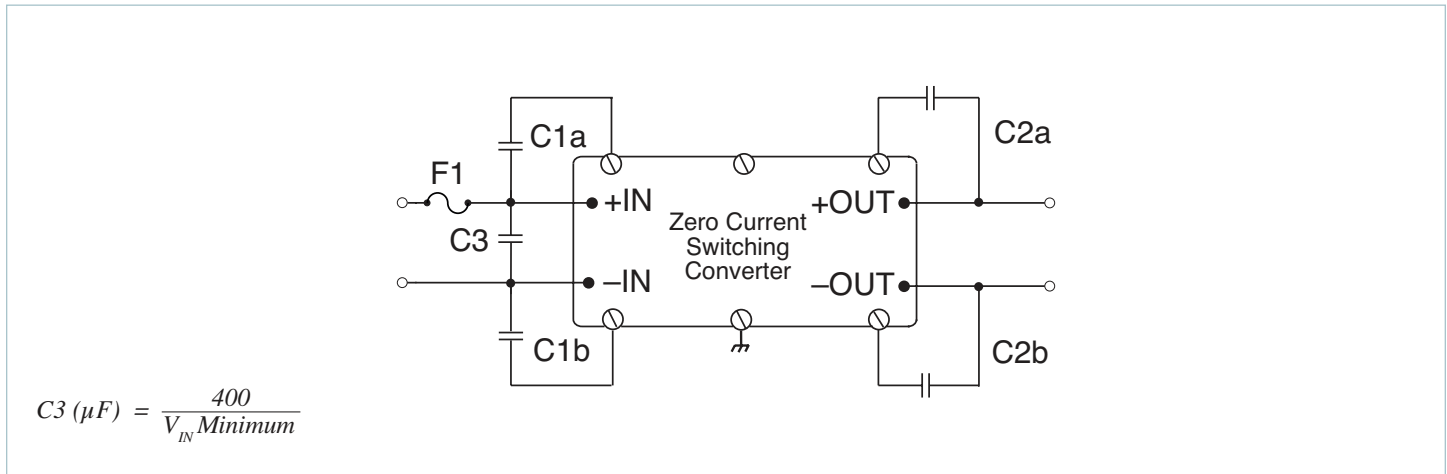 C1a
C2a
F1
+IN
+OUT
Zero Current
Switching
Converter
C3
–IN
–OUT
C1b
C2b
C3 (µF) = 400
V_IN Minimum